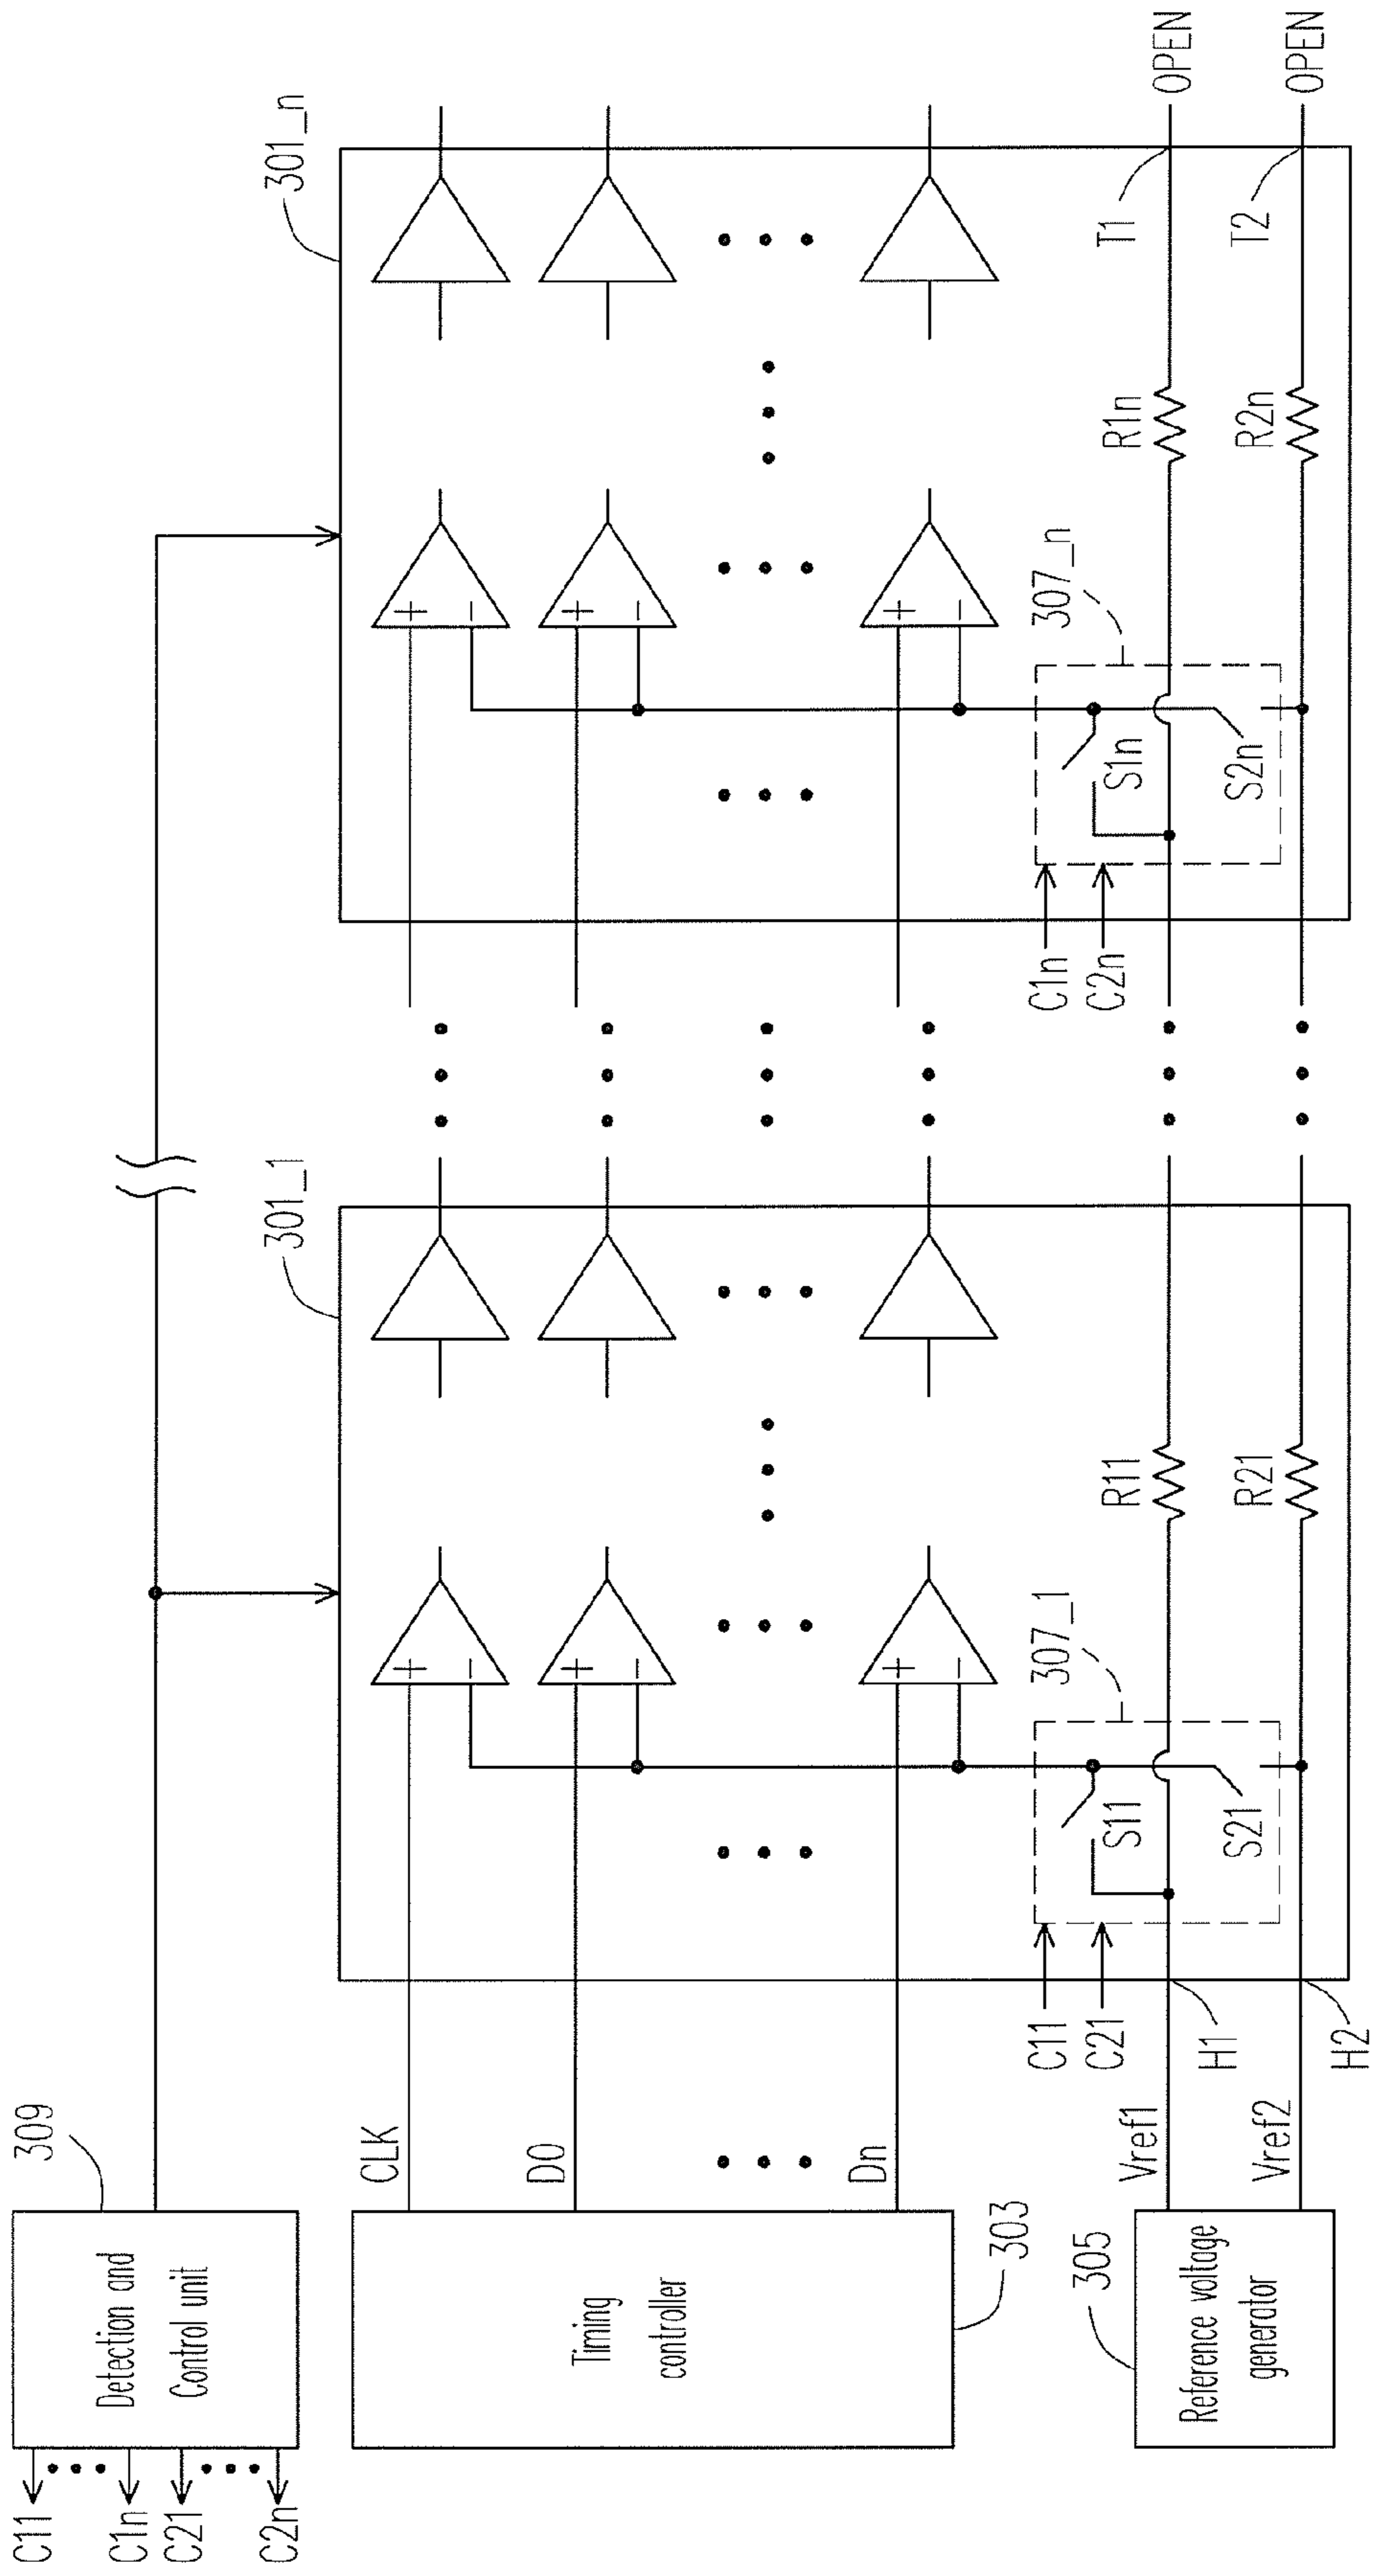 C11
C1n
C21
C2n
Detection and
Control unit
309
301_1
301_n
Timing
controller
303
CLK
D0
Dn
+
−
+
−
+
−
+
−
+
−
+
−
C11
C21
307_1
S11
S21
R11
R21
C1n
C2n
307_n
S1n
S2n
R1n
R2n
T1
T2
OPEN
OPEN
Reference voltage
generator
305
Vref1
Vref2
H1
H2